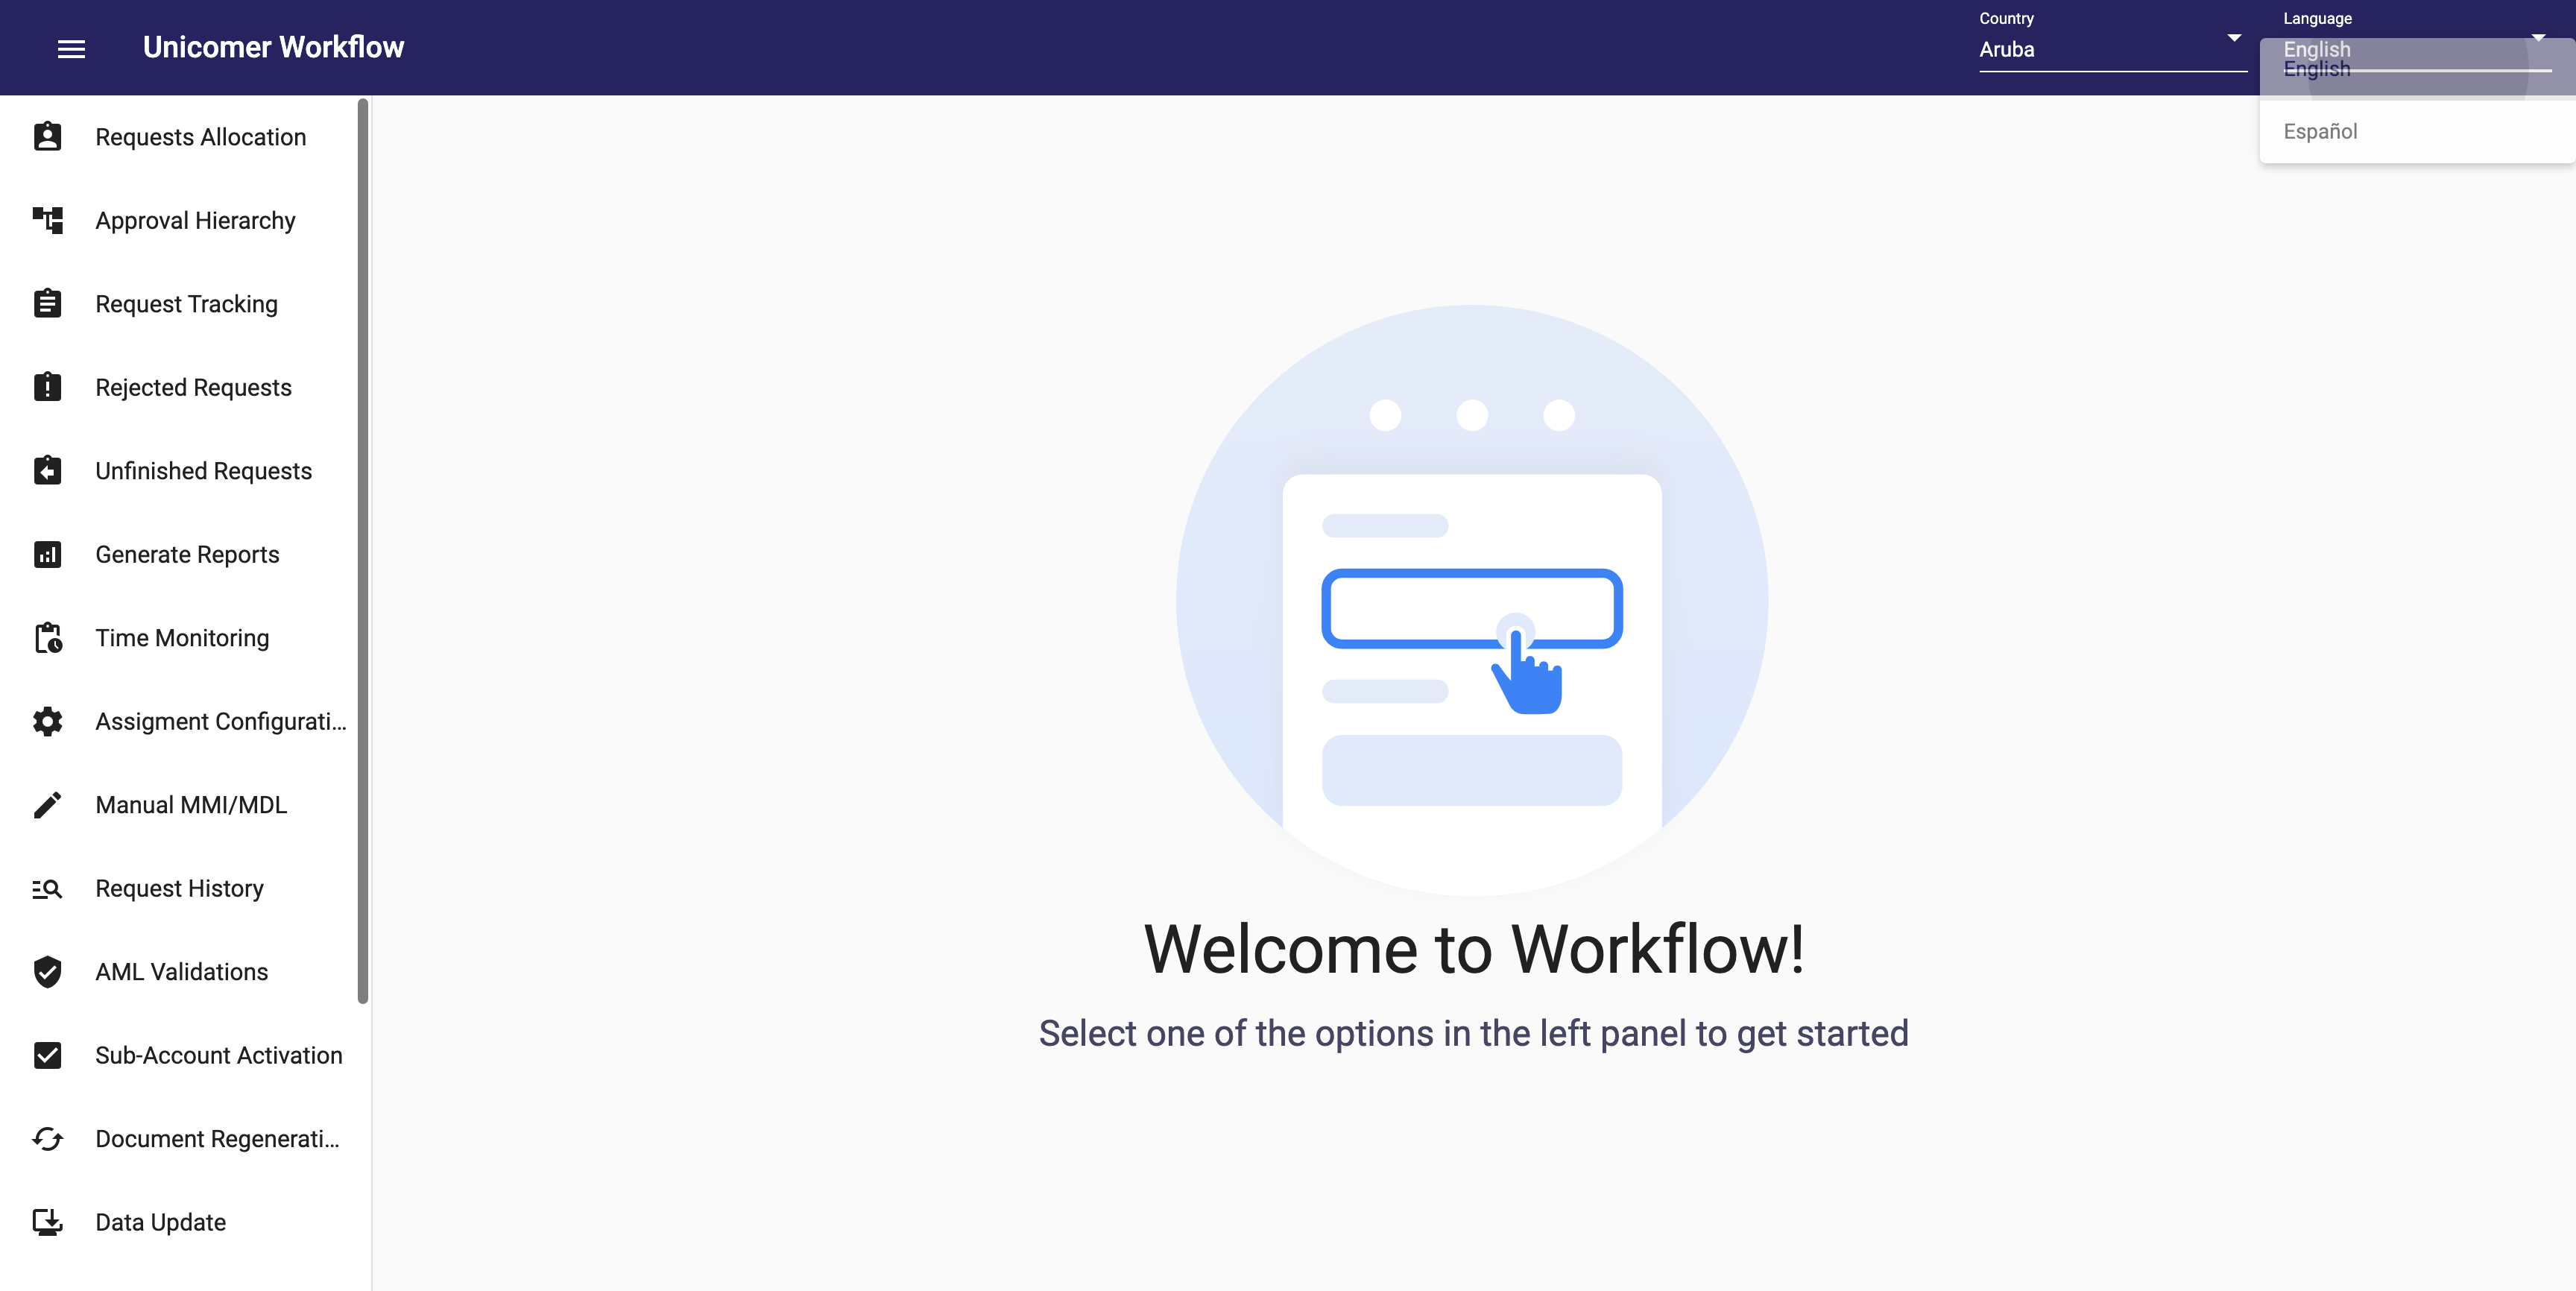 Unicomer Workflow
Country
Aruba
Language
English
English
Español
Requests Allocation
Approval Hierarchy
Request Tracking
Rejected Requests
Unfinished Requests
Generate Reports
Time Monitoring
Assigment Configurati...
Manual MMI/MDL
Request History
AML Validations
Sub-Account Activation
Document Regenerati...
Data Update
Welcome to Workflow!
Select one of the options in the left panel to get started